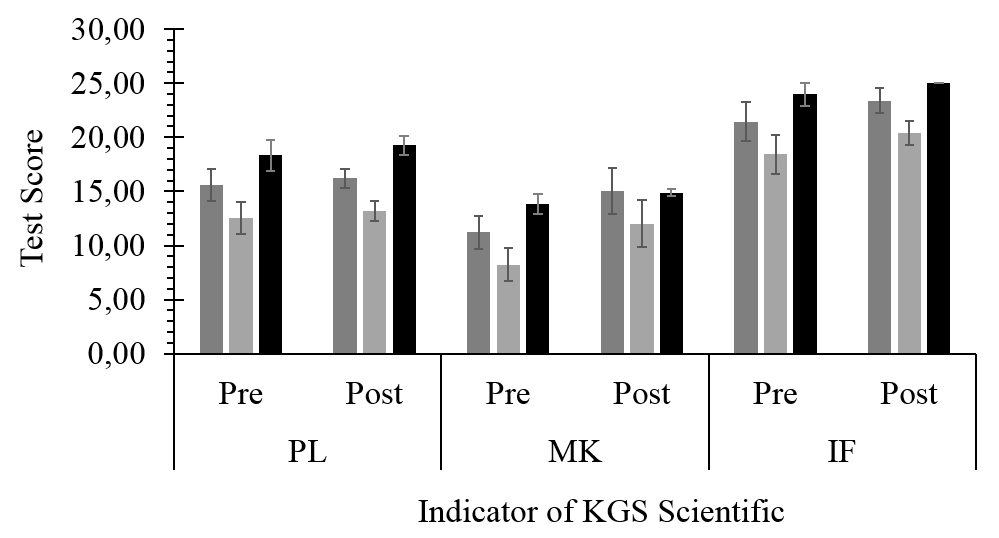 30,00
25,00
20,00
15,00
10,00
5,00
0,00
Test Score
Pre Post Pre Post Pre Post
PL MK IF
Indicator of KGS Scientific